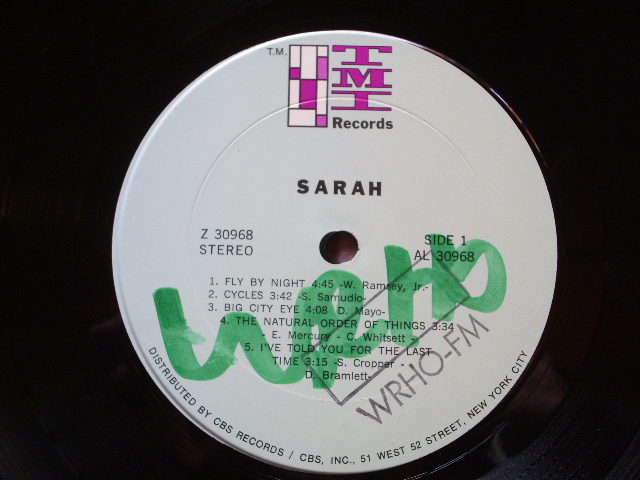 T.M.
TMI
Records
SARAH
Z 30968
STEREO
SIDE 1
AL 30968
1. FLY BY NIGHT 4:45 -W. Ramsey, Jr.-
2. CYCLES 3:42 -S. Samudio-
3. BIG CITY EYE 4:08 D. Mayo-
4. THE NATURAL ORDER OF THINGS 3:34
E. Mercury - C. Whitsett -
5. I'VE TOLD YOU FOR THE LAST
TIME 3:15 -S. Cropper -
D. Bramlett-
WRHO
WRHO-FM
DISTRIBUTED BY CBS RECORDS / CBS, INC., 51 WEST 52 STREET, NEW YORK CITY